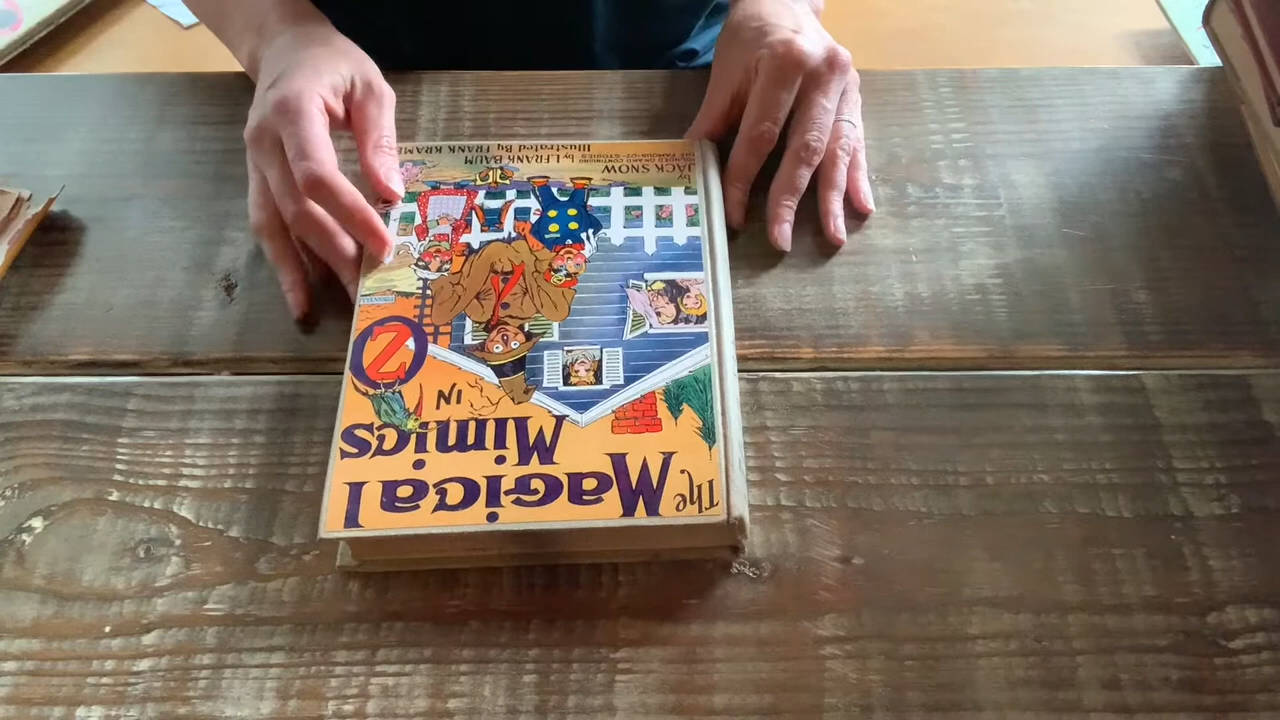 The
Magical
Mimics
IN
OZ
by
JACK SNOW
FOUNDED ON AND CONTINUING
THE FAMOUS OZ STORIES
by L. FRANK BAUM
Illustrated By FRANK KRAME